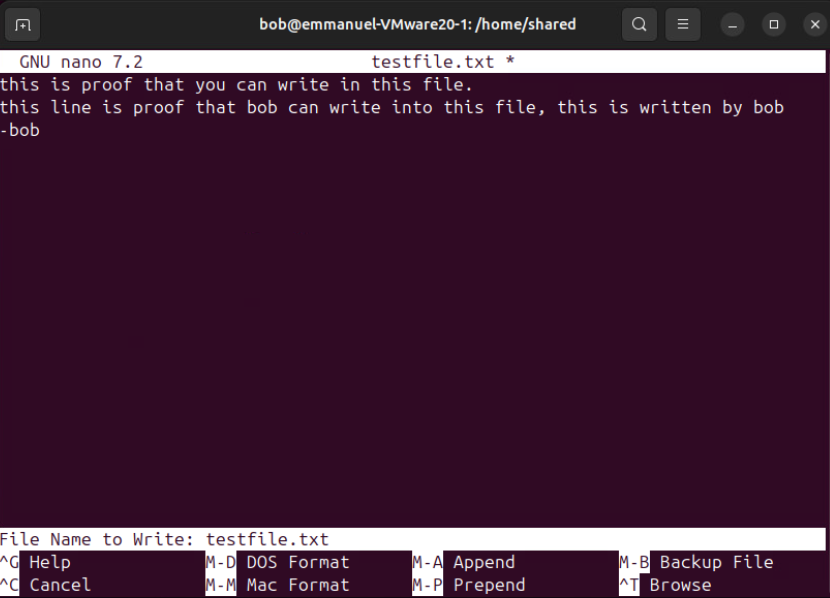 bob@emmanuel-VMware20-1: /home/shared
GNU nano 7.2 testfile.txt *
this is proof that you can write in this file.
this line is proof that bob can write into this file, this is written by bob
-bob
File Name to Write: testfile.txt
^G Help M-D DOS Format M-A Append M-B Backup File
^C Cancel M-M Mac Format M-P Prepend ^T Browse